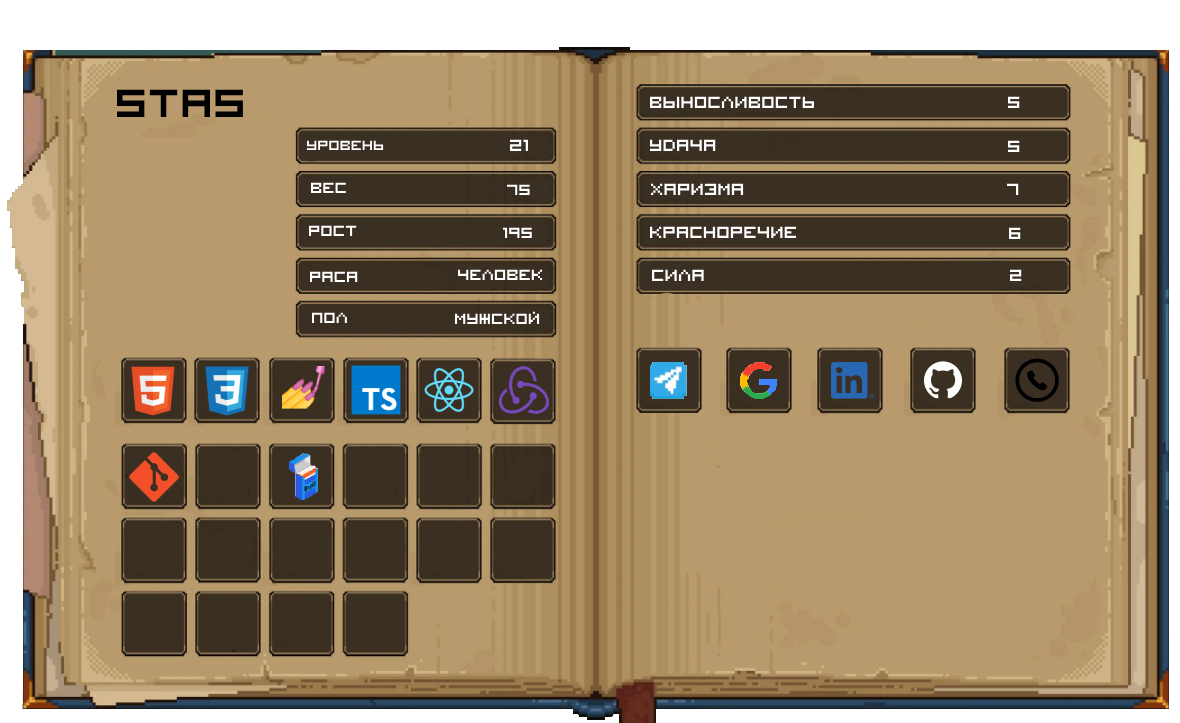 STAS
УРОВЕНЬ 21
ВЕС 75
РОСТ 195
РАСА ЧЕЛОВЕК
ПОЛ МУЖСКОЙ
5 3 TS
ВЫНОСЛИВОСТЬ 5
УДАЧА 5
ХАРИЗМА 7
КРАСНОРЕЧИЕ 6
СИЛА 2
G in